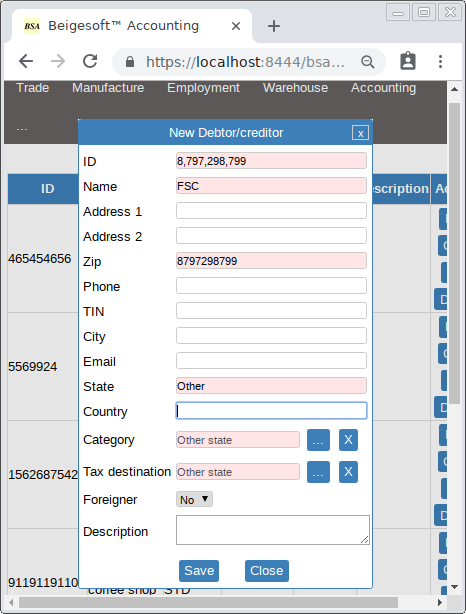 BSA Beigesoft™ Accounting
https://localhost:8444/bsa...
Trade Manufacture Employment Warehouse Accounting
...
New Debtor/creditor x
ID escription Ac
ID 8,797,298,799
Name FSC
Address 1
Address 2
Zip 8797298799
465454656
Phone
TIN
City
Email
5569924
State Other
Country
Category Other state ... X
1562687542
Tax destination Other state ... X
Foreigner No
Description
Save Close
9119119110 coffee shop STD